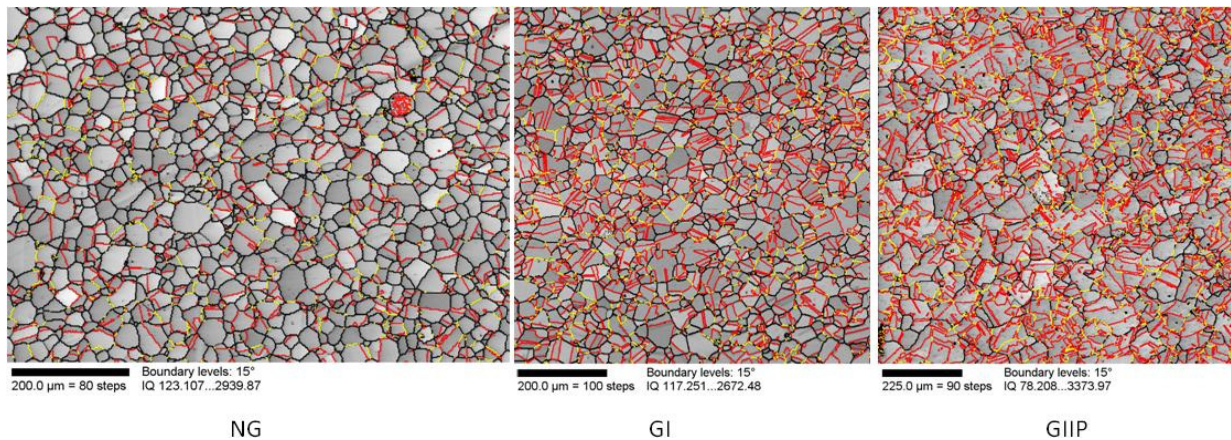 Boundary levels: 15°
200.0 µm = 80 steps IQ 123.107...2939.87
Boundary levels: 15°
200.0 µm = 100 steps IQ 117.251...2672.48
Boundary levels: 15°
225.0 µm = 90 steps IQ 78.208...3373.97
NG
GI
GIIP